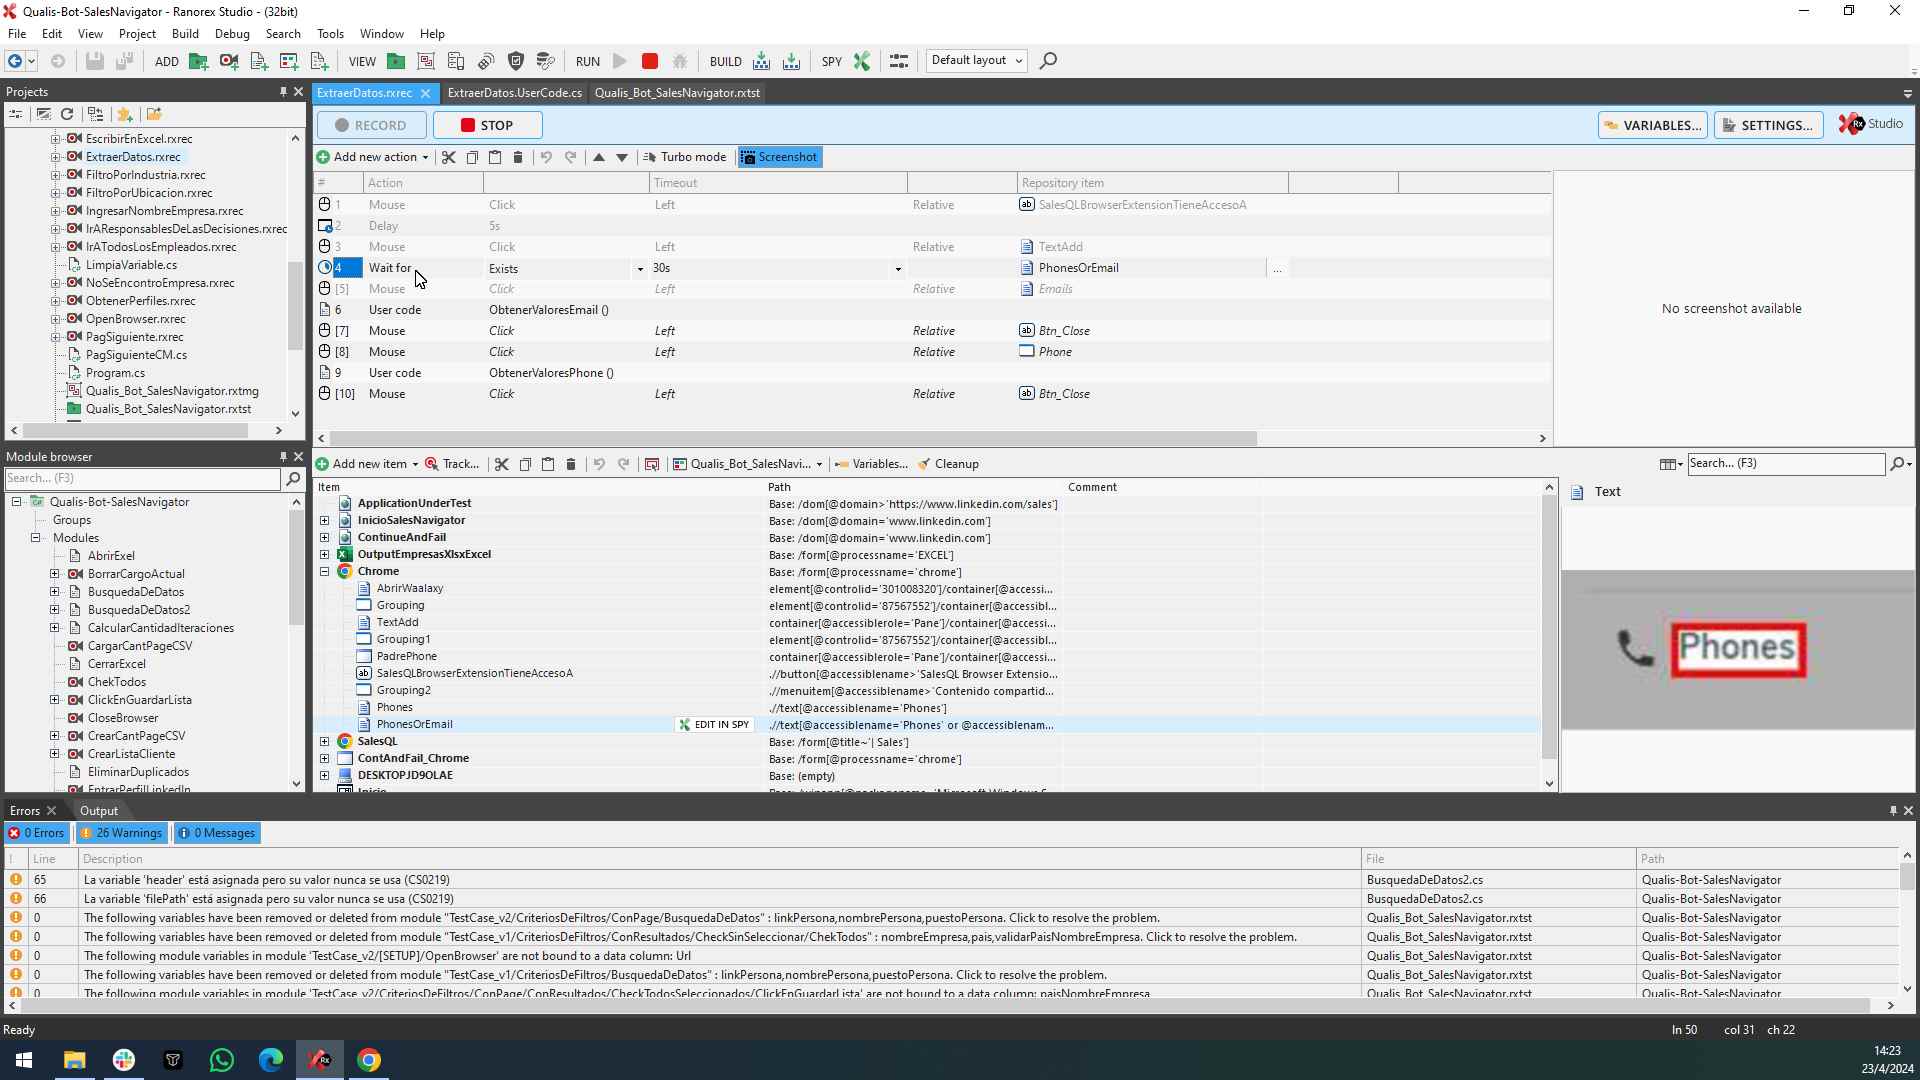 Qualis-Bot-SalesNavigator - Ranorex Studio - (32bit)
File Edit View Project Build Debug Search Tools Window Help
ADD VIEW RUN BUILD SPY Default layout
Projects
EscribirEnExcel.rxrec
ExtraerDatos.rxrec
FiltroPorIndustria.rxrec
FiltroPorUbicacion.rxrec
IngresarNombreEmpresa.rxrec
IrAResponsablesDeLasDecisiones.rxrec
IrATodosLosEmpleados.rxrec
LimpiaVariable.cs
NoSeEncontroEmpresa.rxrec
ObtenerPerfiles.rxrec
OpenBrowser.rxrec
PagSiguiente.rxrec
PagSiguienteCM.cs
Program.cs
Qualis_Bot_SalesNavigator.rxtmg
Qualis_Bot_SalesNavigator.rxtst
Module browser
Search... (F3)
Qualis-Bot-SalesNavigator
Groups
Modules
AbrirExel
BorrarCargoActual
BusquedaDeDatos
BusquedaDeDatos2
CalcularCantidadIteraciones
CargarCantPageCSV
CerrarExcel
ChekTodos
ClickEnGuardarLista
CloseBrowser
CrearCantPageCSV
CrearListaCliente
EliminarDuplicados
EntrarPerfilLinkedIn
ExtraerDatos.rxrec ExtraerDatos.UserCode.cs Qualis_Bot_SalesNavigator.rxtst
RECORD STOP VARIABLES... SETTINGS... Rx Studio
Add new action Turbo mode Screenshot
# Action Timeout Repository item
1 Mouse Click Left Relative ab SalesQLBrowserExtensionTieneAccesoA
2 Delay 5s
3 Mouse Click Left Relative TextAdd
4 Wait for Exists 30s PhonesOrEmail ...
[5] Mouse Click Left Relative Emails
6 User code ObtenerValoresEmail ()
[7] Mouse Click Left Relative ab Btn_Close
[8] Mouse Click Left Relative Phone
9 User code ObtenerValoresPhone ()
[10] Mouse Click Left Relative ab Btn_Close
No screenshot available
Add new item Track... Qualis_Bot_SalesNavi... Variables... Cleanup Search... (F3)
Item Path Comment
ApplicationUnderTest Base: /dom[@domain>'https://www.linkedin.com/sales']
InicioSalesNavigator Base: /dom[@domain='www.linkedin.com']
ContinueAndFail Base: /dom[@domain='www.linkedin.com']
OutputEmpresasXlsxExcel Base: /form[@processname='EXCEL']
Chrome Base: /form[@processname='chrome']
AbrirWaalaxy element[@controlid='301008320']/container[@accessi...
Grouping element[@controlid='87567552']/container[@accessibl...
TextAdd container[@accessiblerole='Pane']/container[@accessi...
Grouping1 element[@controlid='87567552']/container[@accessibl...
PadrePhone container[@accessiblerole='Pane']/container[@accessi...
ab SalesQLBrowserExtensionTieneAccesoA .//button[@accessiblename>'SalesQL Browser Extensio...
Grouping2 .//menuitem[@accessiblename>'Contenido compartid...
Phones .//text[@accessiblename='Phones']
PhonesOrEmail EDIT IN SPY .//text[@accessiblename='Phones' or @accessiblenam...
SalesQL Base: /form[@title~'| Sales']
ContAndFail_Chrome Base: /form[@processname='chrome']
DESKTOPJD9OLAE Base: (empty)
Text
Phones
Errors Output
0 Errors 26 Warnings 0 Messages
! Line Description File Path
65 La variable 'header' está asignada pero su valor nunca se usa (CS0219) BusquedaDeDatos2.cs Qualis-Bot-SalesNavigator
66 La variable 'filePath' está asignada pero su valor nunca se usa (CS0219) BusquedaDeDatos2.cs Qualis-Bot-SalesNavigator
0 The following variables have been removed or deleted from module "TestCase_v2/CriteriosDeFiltros/ConPage/BusquedaDeDatos" : linkPersona,nombrePersona,puestoPersona. Click to resolve the problem. Qualis_Bot_SalesNavigator.rxtst Qualis-Bot-SalesNavigator
0 The following variables have been removed or deleted from module "TestCase_v1/CriteriosDeFiltros/ConResultados/CheckSinSeleccionar/ChekTodos" : nombreEmpresa,pais,validarPaisNombreEmpresa. Click to resolve the problem. Qualis_Bot_SalesNavigator.rxtst Qualis-Bot-SalesNavigator
0 The following module variables in module 'TestCase_v2/[SETUP]/OpenBrowser' are not bound to a data column: Url Qualis_Bot_SalesNavigator.rxtst Qualis-Bot-SalesNavigator
0 The following variables have been removed or deleted from module "TestCase_v1/CriteriosDeFiltros/BusquedaDeDatos" : linkPersona,nombrePersona,puestoPersona. Click to resolve the problem. Qualis_Bot_SalesNavigator.rxtst Qualis-Bot-SalesNavigator
0 The following module variables in module 'TestCase_v2/CriteriosDeFiltros/ConPage/ConResultados/CheckTodosSeleccionados/ClickEnGuardarLista' are not bound to a data column: paisNombreEmpresa Qualis_Bot_SalesNavigator.rxtst Qualis-Bot-SalesNavigator
Ready ln 50 col 31 ch 22
14:23
23/4/2024